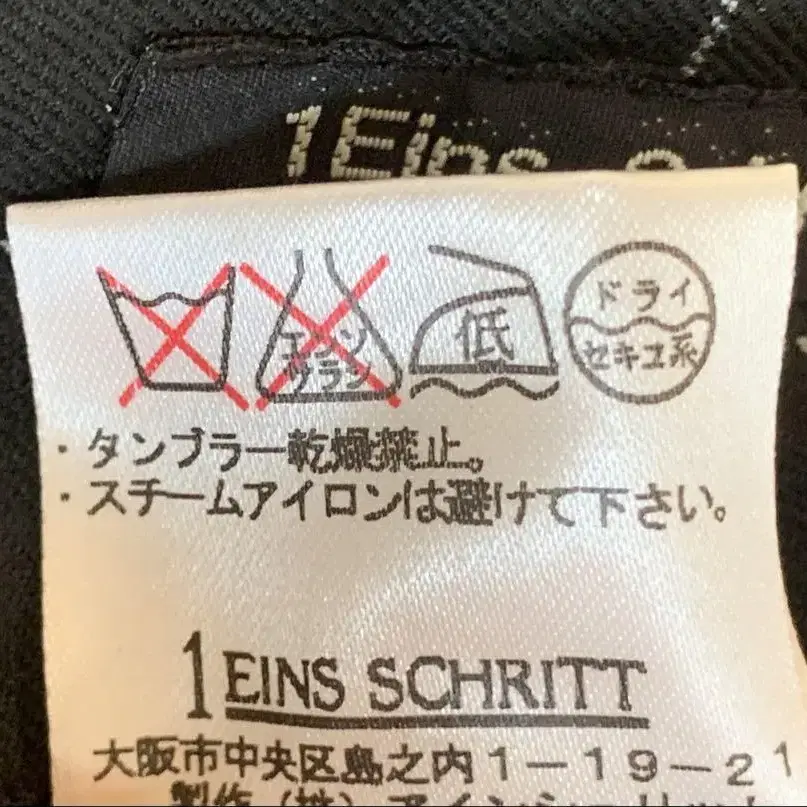 1Eins
エンソ
サラシ
低
ドライ
セキユ系
・タンブラー乾燥禁止。
・スチームアイロンは避けて下さい。
1 EINS SCHRITT
大阪市中央区島之内1-19-21